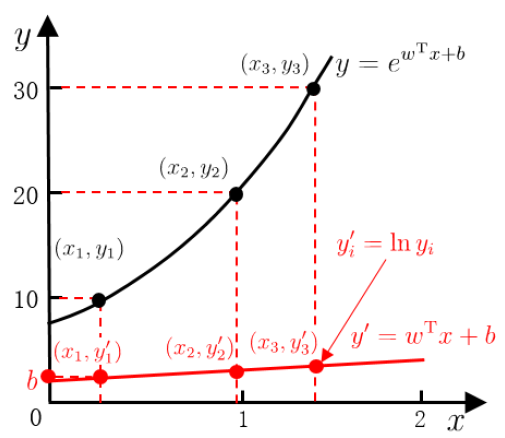 y
(x₃, y₃)
y = e^{wᵀx+b}
30
(x₂, y₂)
20
(x₁, y₁)
y′ᵢ = ln yᵢ
10
(x₁, y′₁)
(x₂, y′₂)
(x₃, y′₃)
y′ = wᵀx + b
b
0
1
2
x